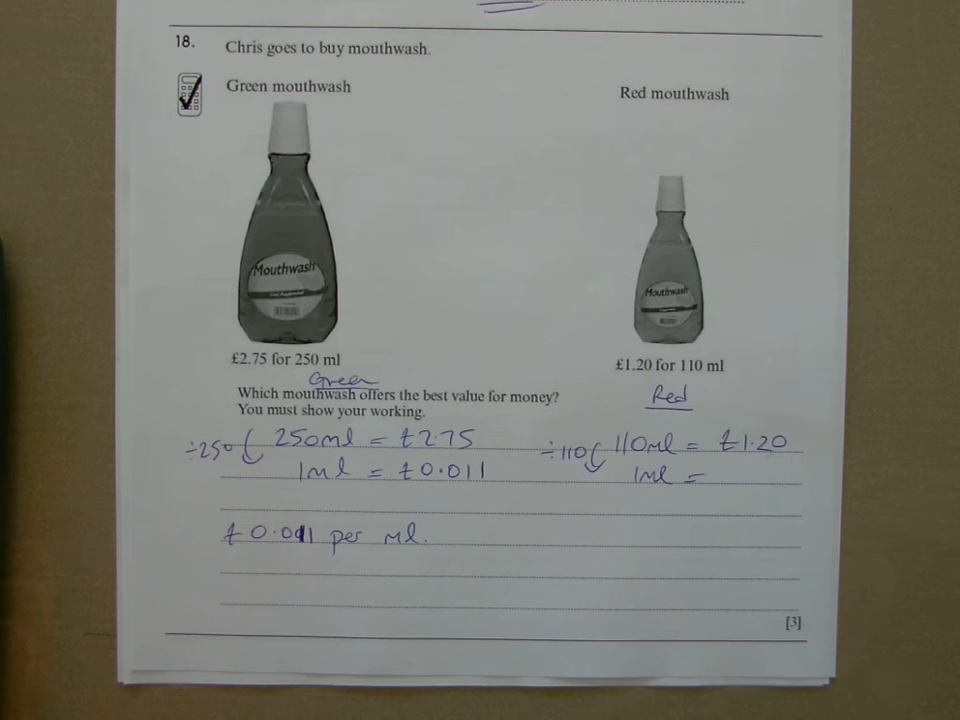 18. Chris goes to buy mouthwash.
Green mouthwash
Red mouthwash
Mouthwash
Mouthwash
£2.75 for 250 ml
£1.20 for 110 ml
Green
Red
Which mouthwash offers the best value for money?
You must show your working.
÷250 250ml = £2.75
1ml = £0.011
÷110 110ml = £1.20
1ml =
£0.011 per ml.
[3]